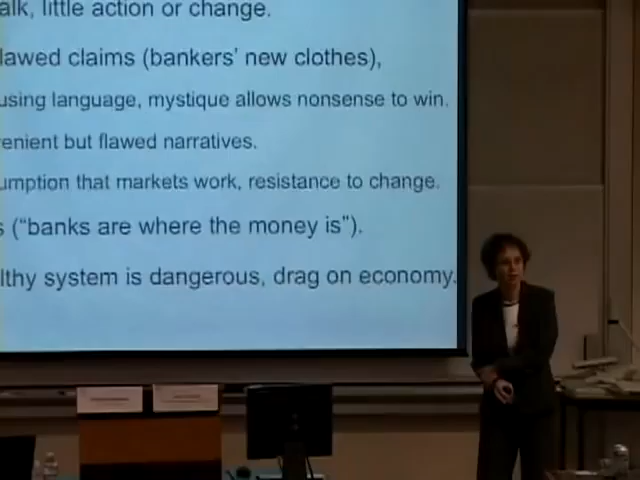 alk, little action or change.
lawed claims (bankers' new clothes),
using language, mystique allows nonsense to win.
enient but flawed narratives.
umption that markets work, resistance to change.
s ("banks are where the money is").
lthy system is dangerous, drag on economy.